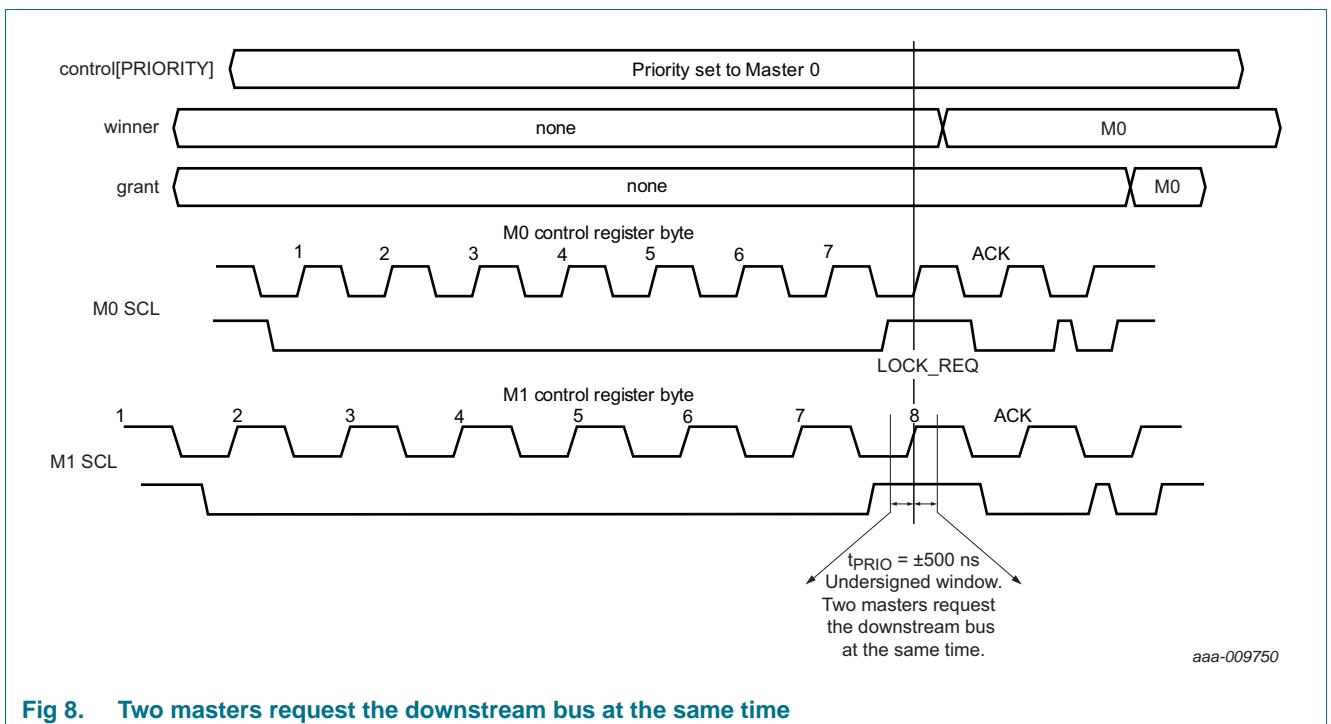 control[PRIORITY]
Priority set to Master 0
winner
none
M0
grant
none
M0
M0 control register byte
1 2 3 4 5 6 7 ACK
M0 SCL
LOCK_REQ
M1 control register byte
1 2 3 4 5 6 7 8 ACK
M1 SCL
tPRIO = ±500 ns
Undersigned window.
Two masters request
the downstream bus
at the same time.
aaa-009750
Fig 8. Two masters request the downstream bus at the same time